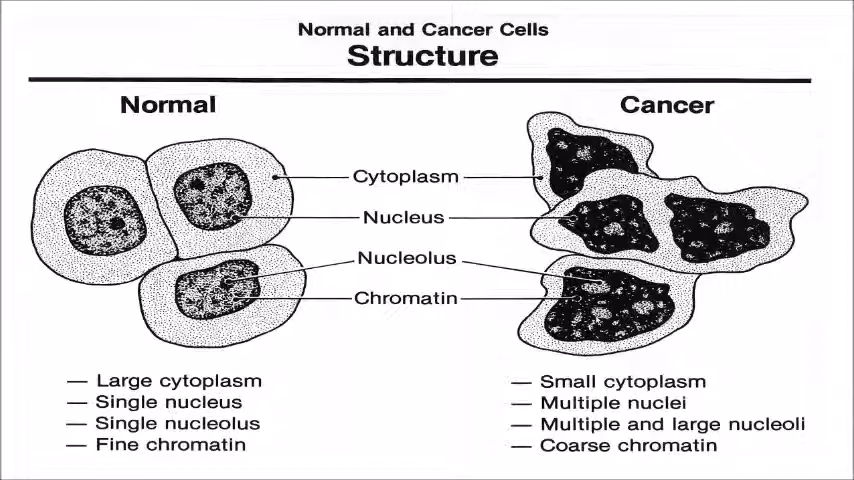 Normal and Cancer Cells
Structure
Normal
Cancer
Cytoplasm
Nucleus
Nucleolus
Chromatin
— Large cytoplasm
— Single nucleus
— Single nucleolus
— Fine chromatin
— Small cytoplasm
— Multiple nuclei
— Multiple and large nucleoli
— Coarse chromatin